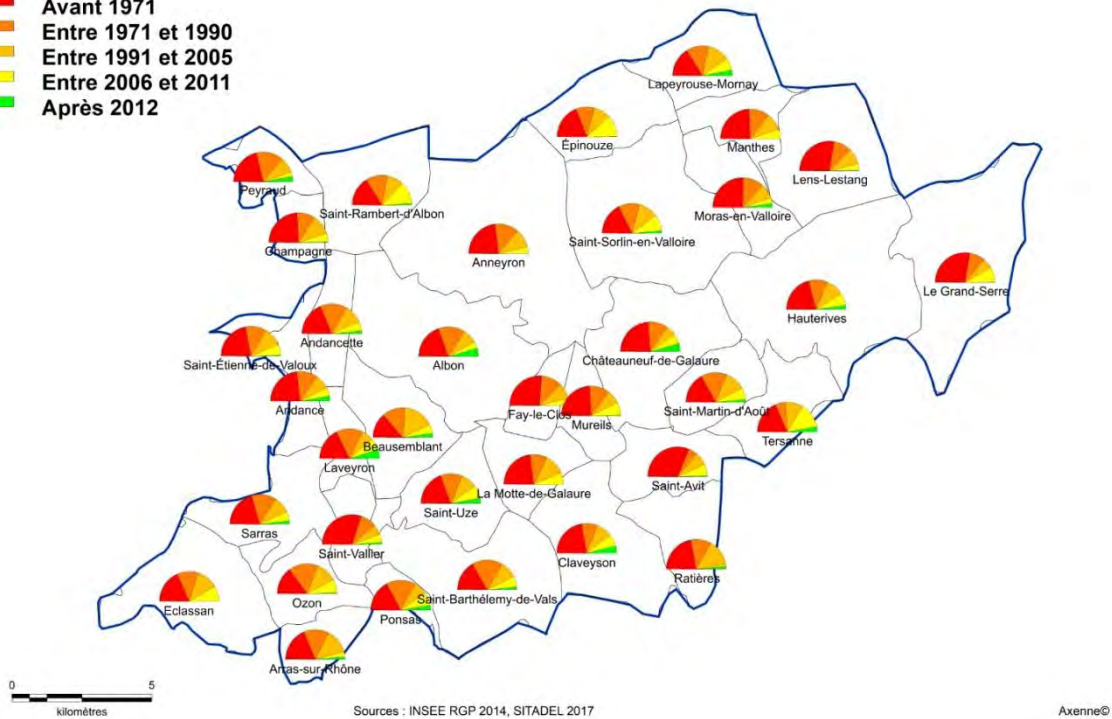 Avant 1971
Entre 1971 et 1990
Entre 1991 et 2005
Entre 2006 et 2011
Après 2012
Lapeyrouse-Mornay
Épinouze
Manthes
Lens-Lestang
Peyraud
Saint-Rambert-d'Albon
Moras-en-Valloire
Champagne
Saint-Sorlin-en-Valloire
Anneyron
Le Grand-Serre
Hauterives
Andancette
Saint-Étienne-de-Valoux
Albon
Châteauneuf-de-Galaure
Andance
Fay-le-Clos
Mureils
Saint-Martin-d'Août
Tersanne
Beausemblant
Laveyron
Saint-Avit
La Motte-de-Galaure
Saint-Uze
Sarras
Saint-Vallier
Claveyson
Ratières
Eclassan
Ozon
Saint-Barthélemy-de-Vals
Ponsas
Arras-sur-Rhône
0 5
kilomètres
Sources : INSEE RGP 2014, SITADEL 2017
Axenne©